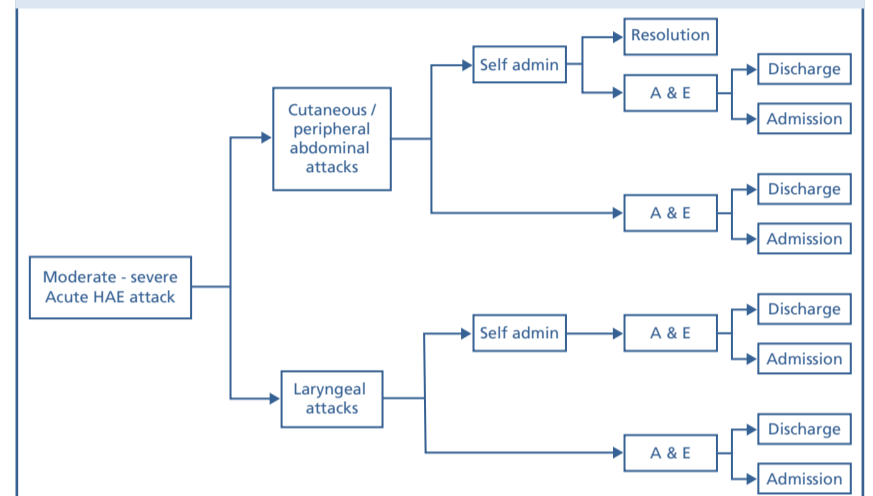 Resolution
Self admin
Discharge
A & E
Admission
Cutaneous /
peripheral
abdominal
attacks
Discharge
A & E
Admission
Moderate - severe
Acute HAE attack
Discharge
Self admin
A & E
Admission
Laryngeal
attacks
Discharge
A & E
Admission